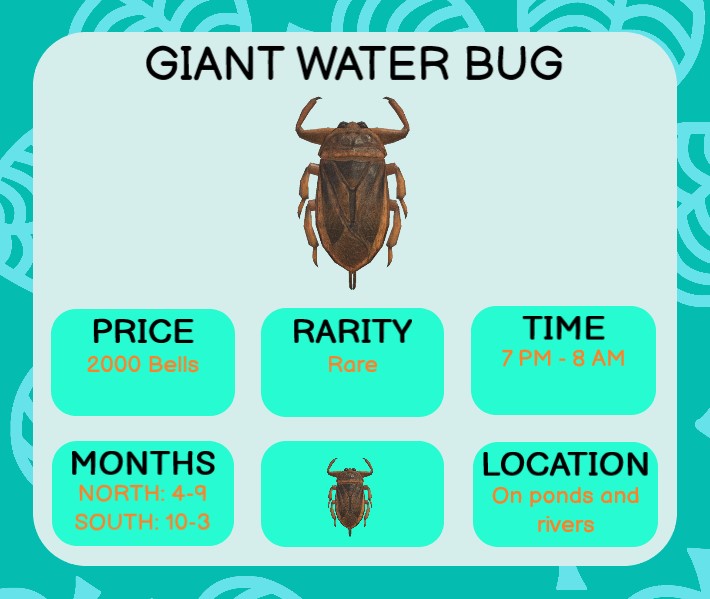 GIANT WATER BUG
PRICE
2000 Bells
RARITY
Rare
TIME
7 PM - 8 AM
MONTHS
NORTH: 4-9
SOUTH: 10-3
LOCATION
On ponds and
rivers